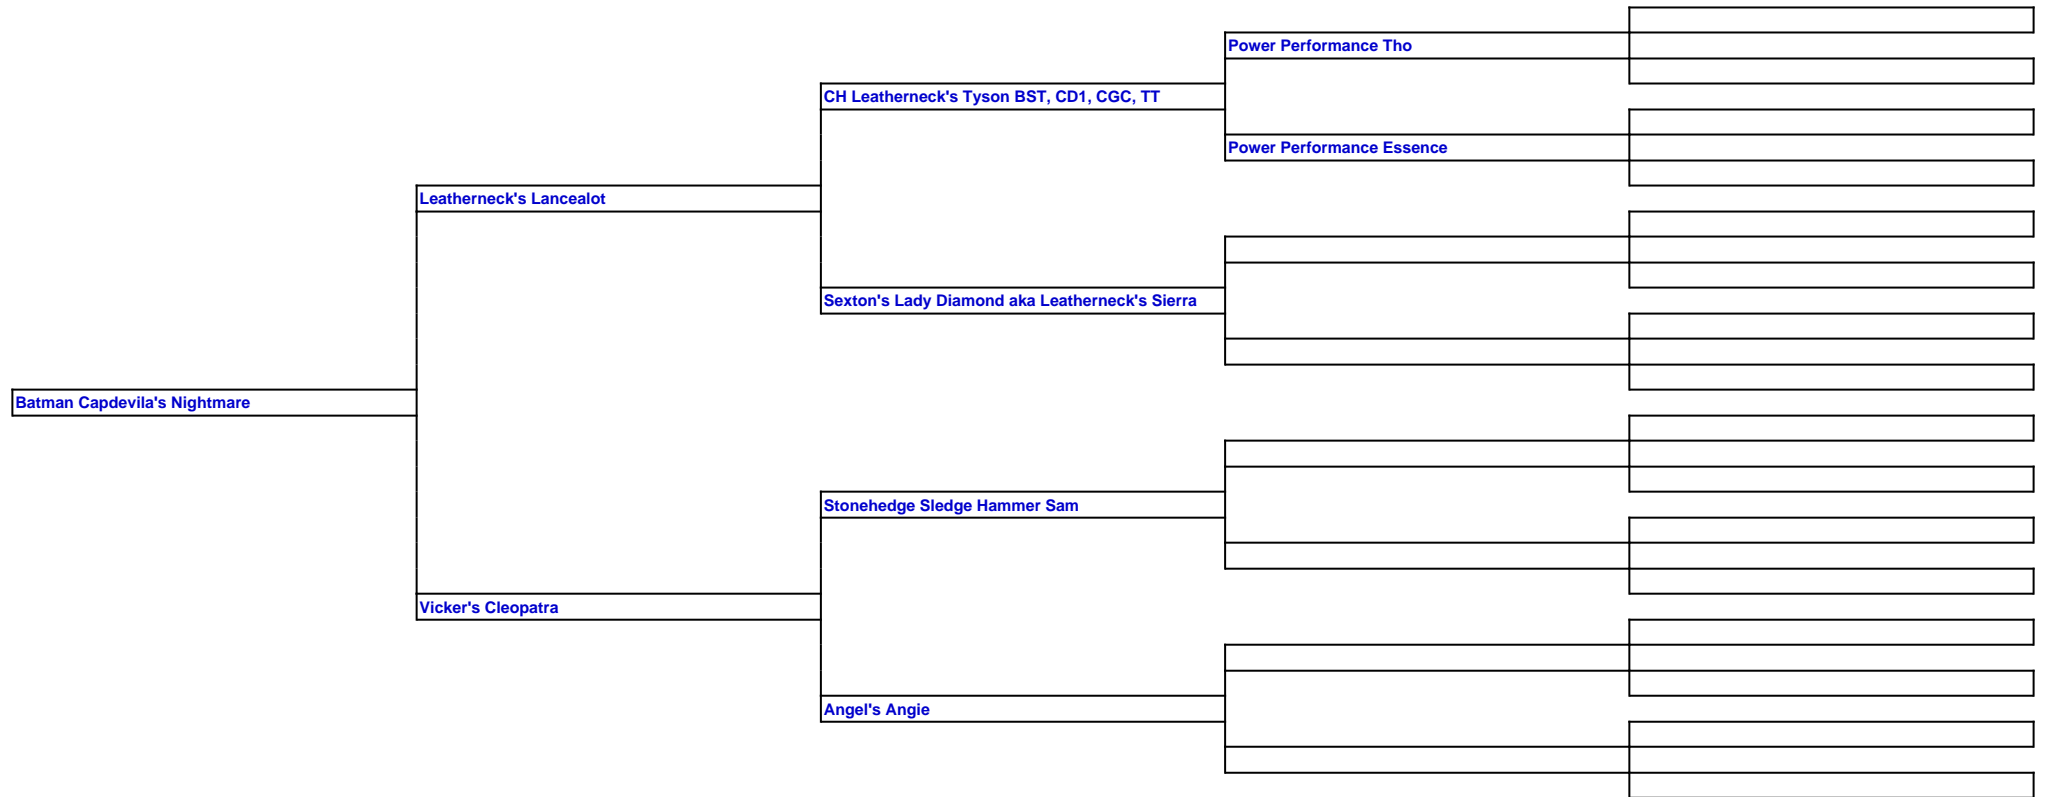 Power Performance Tho
CH Leatherneck's Tyson BST, CD1, CGC, TT
Power Performance Essence
Leatherneck's Lancealot
Sexton's Lady Diamond aka Leatherneck's Sierra
Batman Capdevila's Nightmare
Stonehedge Sledge Hammer Sam
Vicker's Cleopatra
Angel's Angie